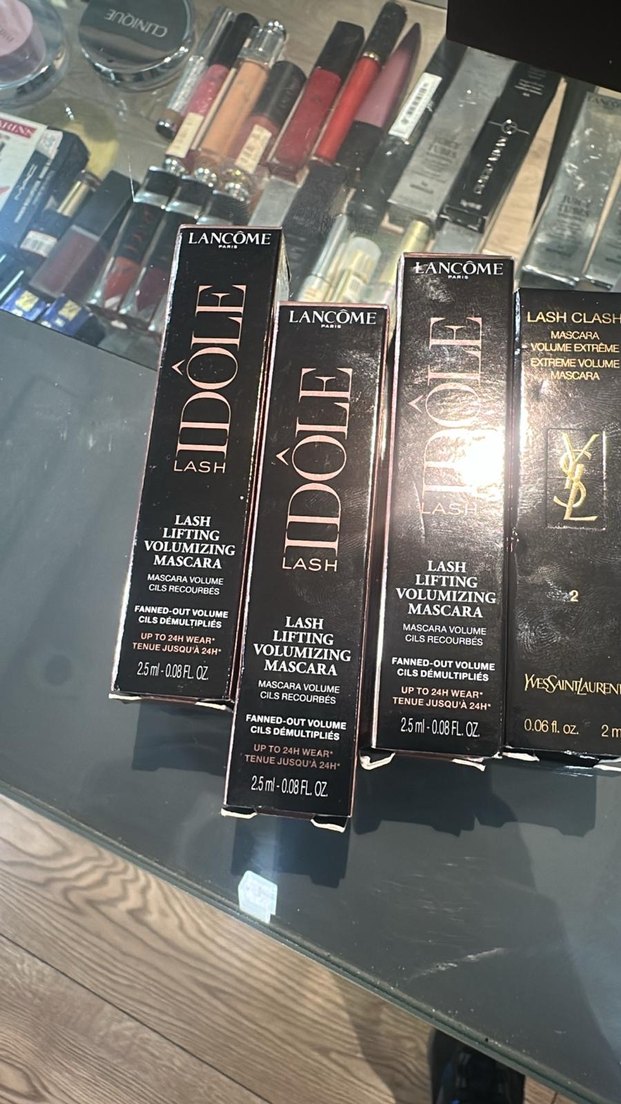 CLINIQUE
LANCÔME
PARIS
IDÔLE
LASH
LASH
LIFTING
VOLUMIZING
MASCARA
MASCARA VOLUME
CILS RECOURBÉS
FANNED-OUT VOLUME
CILS DÉMULTIPLIÉS
UP TO 24H WEAR*
TENUE JUSQU'À 24H*
2.5 ml - 0.08 FL. OZ.
LANCÔME
PARIS
IDÔLE
LASH
LASH
LIFTING
VOLUMIZING
MASCARA
MASCARA VOLUME
CILS RECOURBÉS
FANNED-OUT VOLUME
CILS DÉMULTIPLIÉS
UP TO 24H WEAR*
TENUE JUSQU'À 24H*
2.5 ml - 0.08 FL. OZ.
LANCÔME
PARIS
IDÔLE
LASH
LASH
LIFTING
VOLUMIZING
MASCARA
MASCARA VOLUME
CILS RECOURBÉS
FANNED-OUT VOLUME
CILS DÉMULTIPLIÉS
UP TO 24H WEAR*
TENUE JUSQU'À 24H*
2.5 ml - 0.08 FL. OZ.
LASH CLASH
MASCARA
VOLUME EXTRÊME
EXTREME VOLUME
MASCARA
YSL
2
YVESSAINTLAURENT
0.06 fl. oz. 2 m